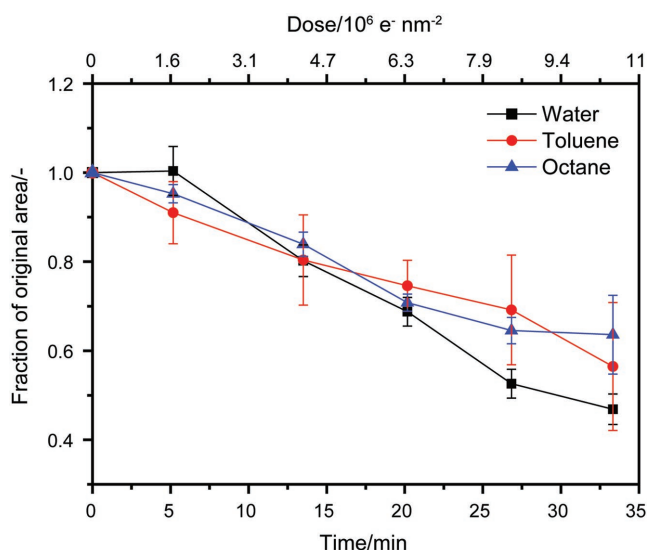 Dose/10⁶ e⁻ nm⁻²
0 1.6 3.1 4.7 6.3 7.9 9.4 11
1.2
1.0
0.8
0.6
0.4
Fraction of original area/-
Water
Toluene
Octane
0 5 10 15 20 25 30 35
Time/min